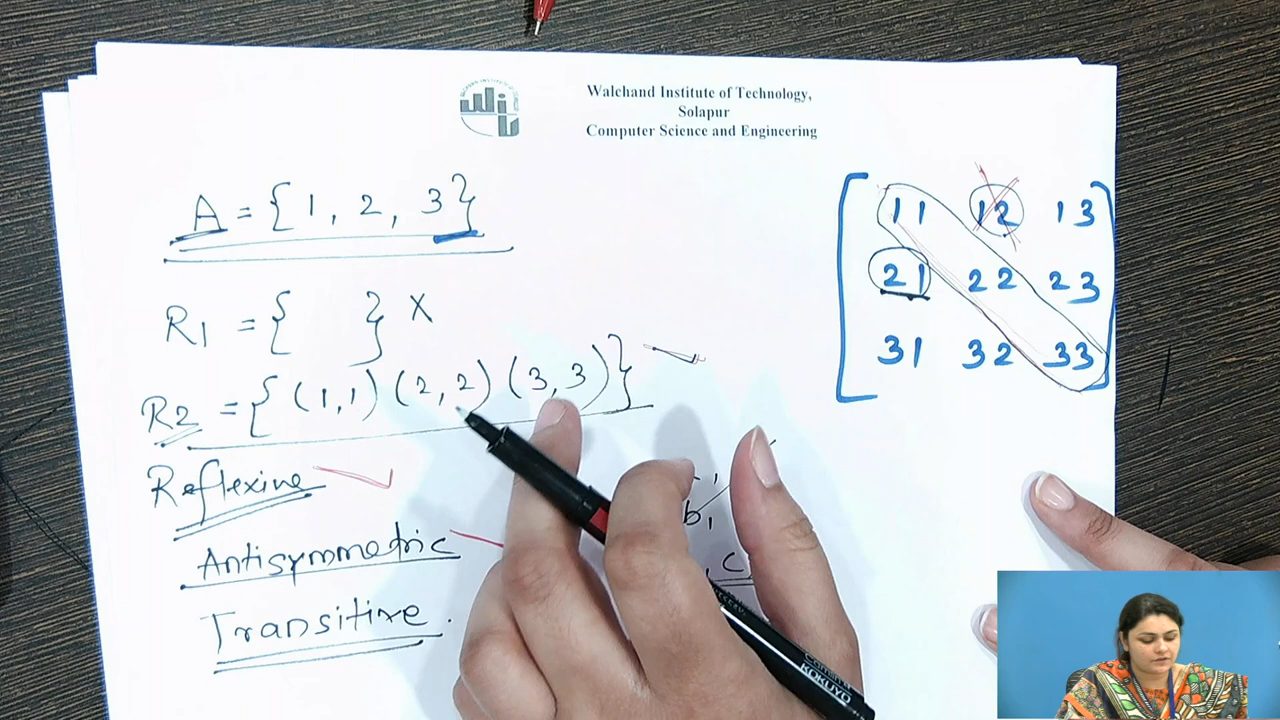 Walchand Institute of Technology,
Solapur
Computer Science and Engineering
A = { 1, 2, 3 }
R1 = { } X
R2 = { (1,1) (2,2) (3,3) }
Reflexive
Antisymmetric
Transitive.
b,
, c
11 12 13
21 22 23
31 32 33
KOKUYO